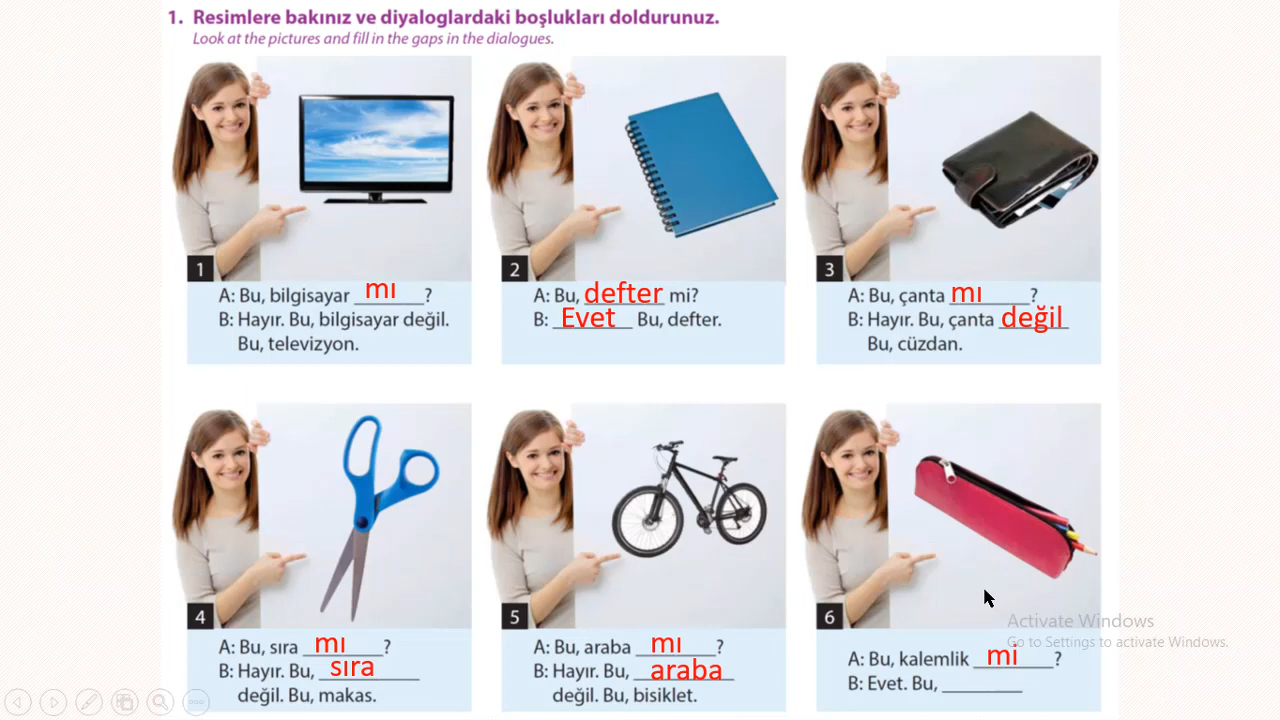 1. Resimlere bakınız ve diyaloglardaki boşlukları doldurunuz.
Look at the pictures and fill in the gaps in the dialogues.
1
A: Bu, bilgisayar mı ?
B: Hayır. Bu, bilgisayar değil.
Bu, televizyon.
2
A: Bu, defter mi?
B: Evet Bu, defter.
3
A: Bu, çanta mı ?
B: Hayır. Bu, çanta değil
Bu, cüzdan.
4
A: Bu, sıra mı ?
B: Hayır. Bu, sıra
değil. Bu, makas.
5
A: Bu, araba mı ?
B: Hayır. Bu, araba
değil. Bu, bisiklet.
6
A: Bu, kalemlik mi ?
B: Evet. Bu, __________
Activate Windows
Go to Settings to activate Windows.